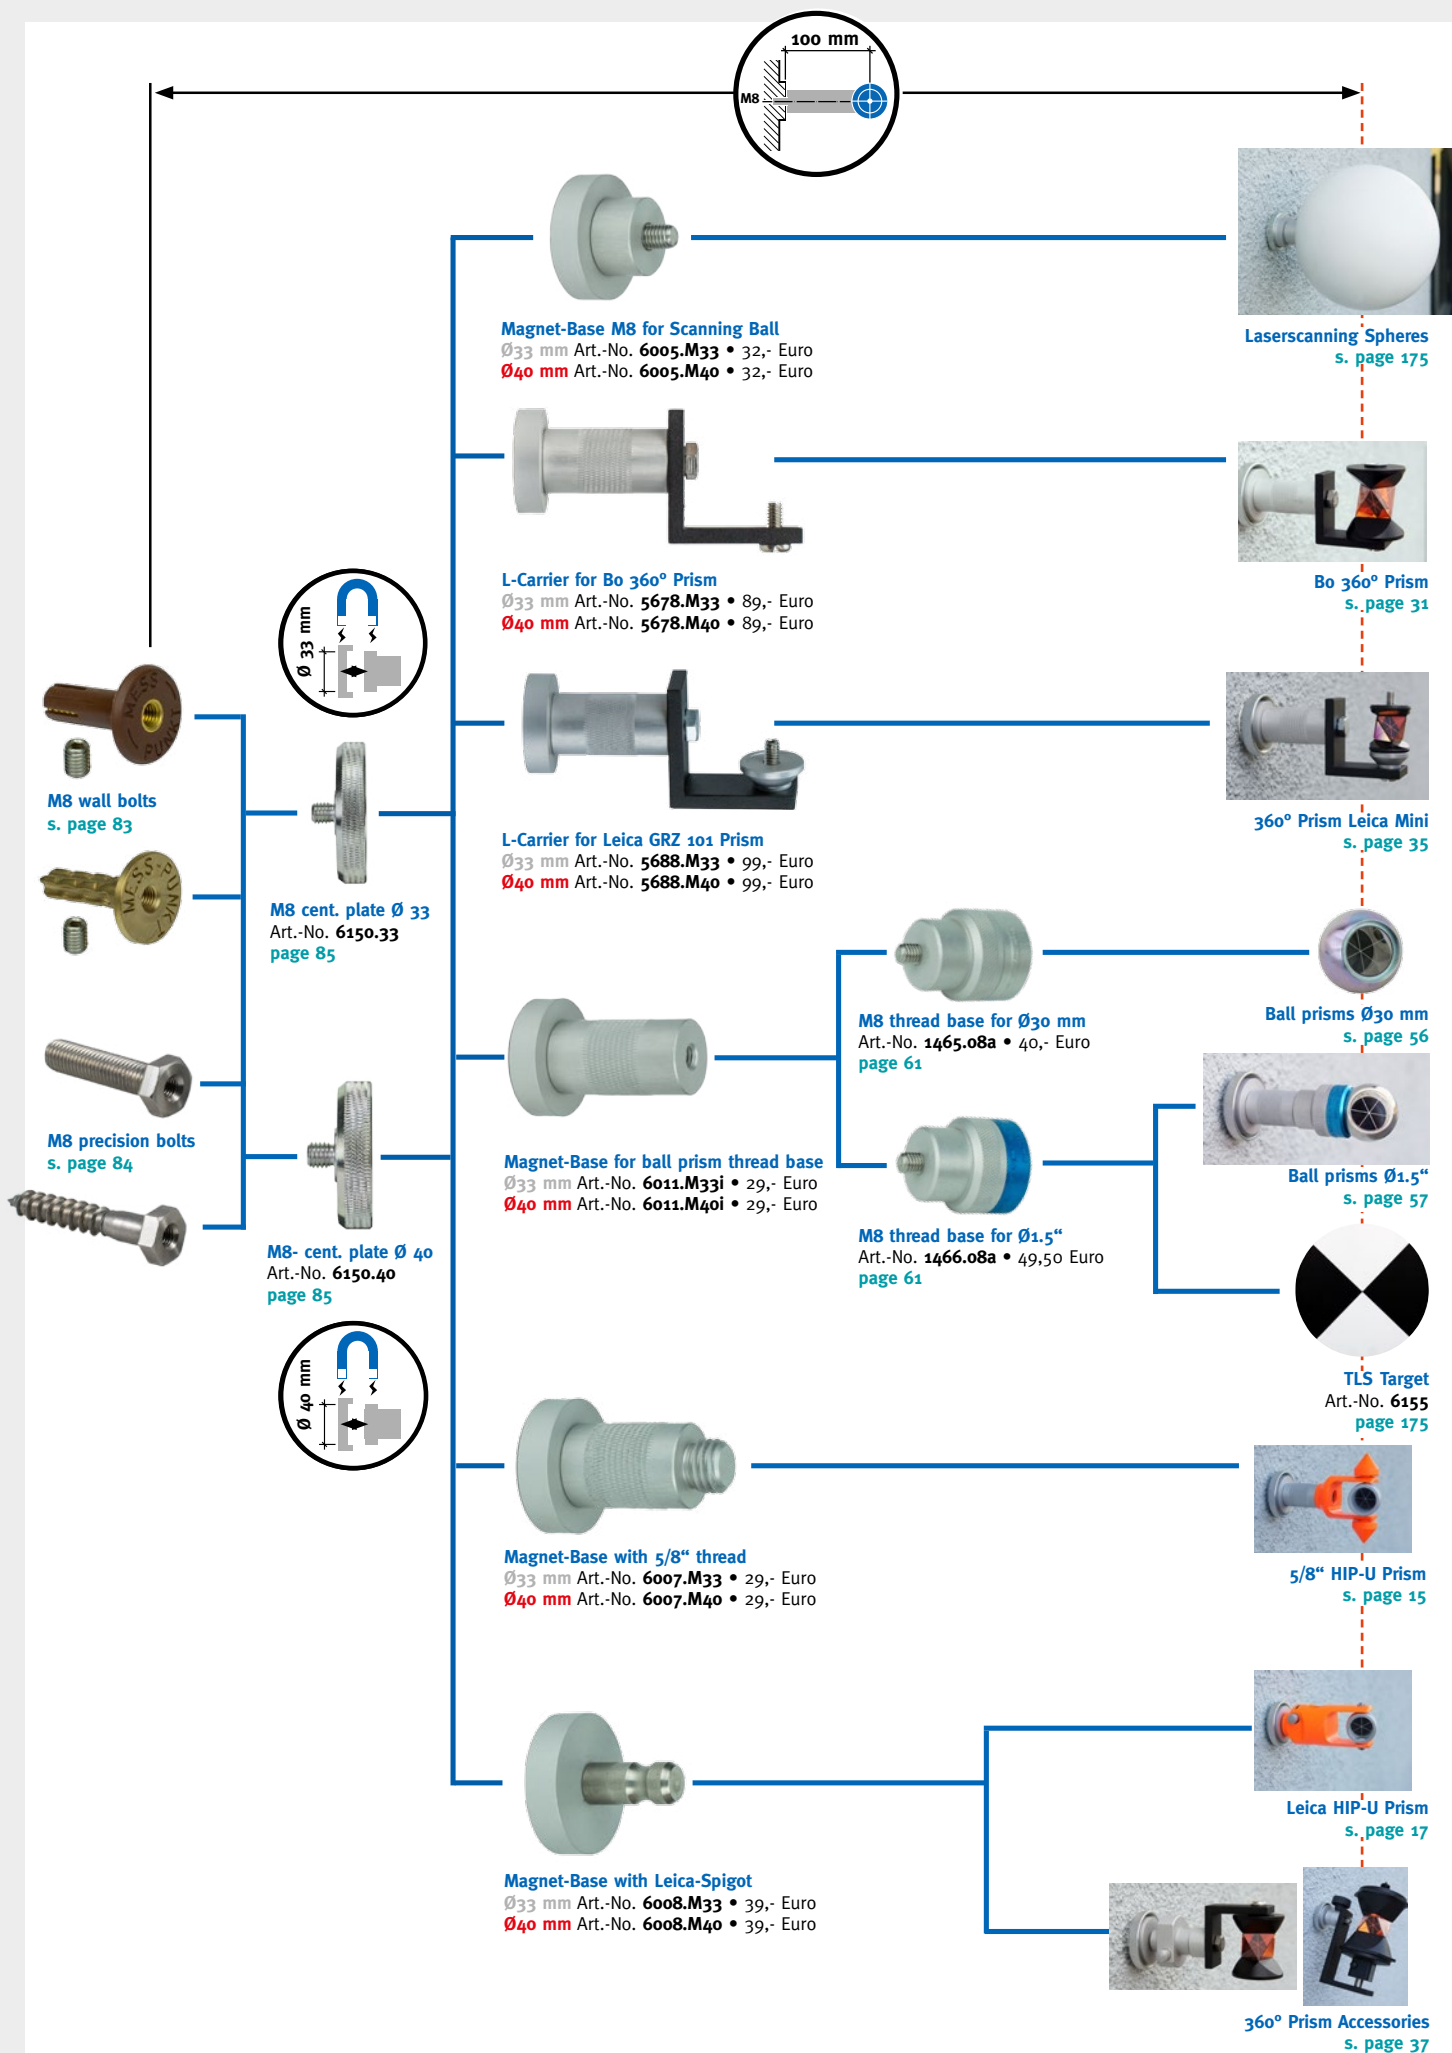 100 mm
M8
Magnet-Base M8 for Scanning Ball
Ø33 mm Art.-No. 6005.M33 • 32,- Euro
Ø40 mm Art.-No. 6005.M40 • 32,- Euro
Laserscanning Spheres
s. page 175
L-Carrier for Bo 360° Prism
Ø33 mm Art.-No. 5678.M33 • 89,- Euro
Ø40 mm Art.-No. 5678.M40 • 89,- Euro
Bo 360° Prism
s. page 31
Ø 33 mm
MESS
PUNKT
M8 wall bolts
s. page 83
L-Carrier for Leica GRZ 101 Prism
Ø33 mm Art.-No. 5688.M33 • 99,- Euro
Ø40 mm Art.-No. 5688.M40 • 99,- Euro
360° Prism Leica Mini
s. page 35
MESS-PUNKT
M8 cent. plate Ø 33
Art.-No. 6150.33
page 85
M8 thread base for Ø30 mm
Art.-No. 1465.08a • 40,- Euro
page 61
Ball prisms Ø30 mm
s. page 56
M8 precision bolts
s. page 84
Magnet-Base for ball prism thread base
Ø33 mm Art.-No. 6011.M33i • 29,- Euro
Ø40 mm Art.-No. 6011.M40i • 29,- Euro
Ball prisms Ø1.5“
s. page 57
M8 thread base for Ø1.5“
Art.-No. 1466.08a • 49,50 Euro
page 61
M8- cent. plate Ø 40
Art.-No. 6150.40
page 85
Ø 40 mm
TLS Target
Art.-No. 6155
page 175
Magnet-Base with 5/8“ thread
Ø33 mm Art.-No. 6007.M33 • 29,- Euro
Ø40 mm Art.-No. 6007.M40 • 29,- Euro
5/8“ HIP-U Prism
s. page 15
Leica HIP-U Prism
s. page 17
Magnet-Base with Leica-Spigot
Ø33 mm Art.-No. 6008.M33 • 39,- Euro
Ø40 mm Art.-No. 6008.M40 • 39,- Euro
360° Prism Accessories
s. page 37